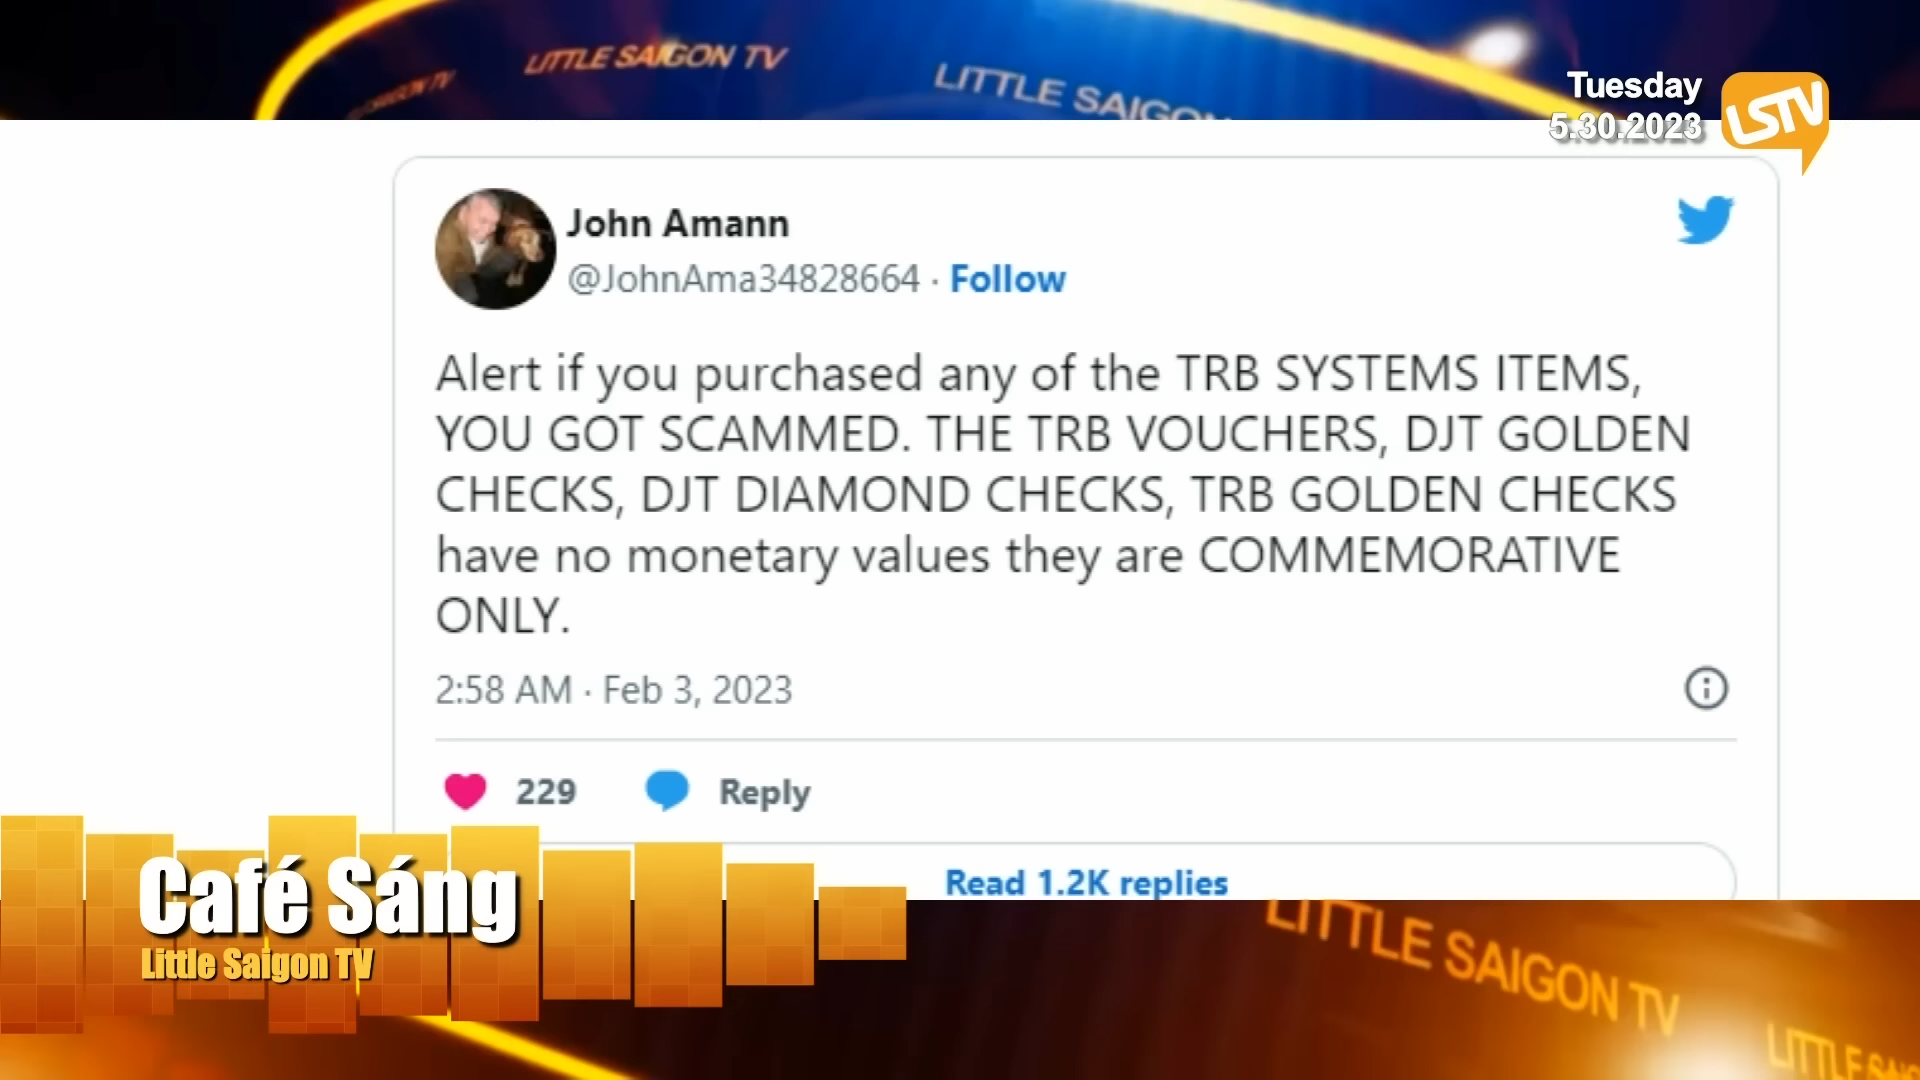 LITTLE SAIGON TV
LITTLE SAIGON
Tuesday
5.30.2023
LSTV
John Amann
@JohnAma34828664 · Follow
Alert if you purchased any of the TRB SYSTEMS ITEMS,
YOU GOT SCAMMED. THE TRB VOUCHERS, DJT GOLDEN
CHECKS, DJT DIAMOND CHECKS, TRB GOLDEN CHECKS
have no monetary values they are COMMEMORATIVE
ONLY.
2:58 AM · Feb 3, 2023
229 Reply
Read 1.2K replies
Café Sáng
Little Saigon TV
LITTLE SAIGON TV
LITTLE